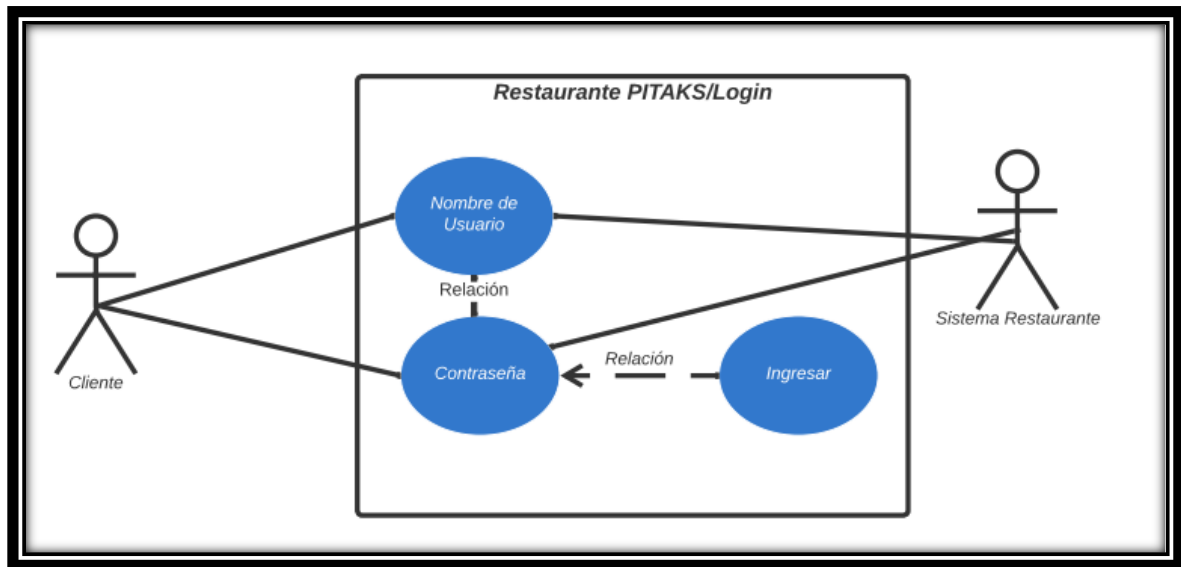 Restaurante PITAKS/Login
Nombre de
Usuario
Relación
Sistema Restaurante
Relación
Cliente
Contraseña
Ingresar